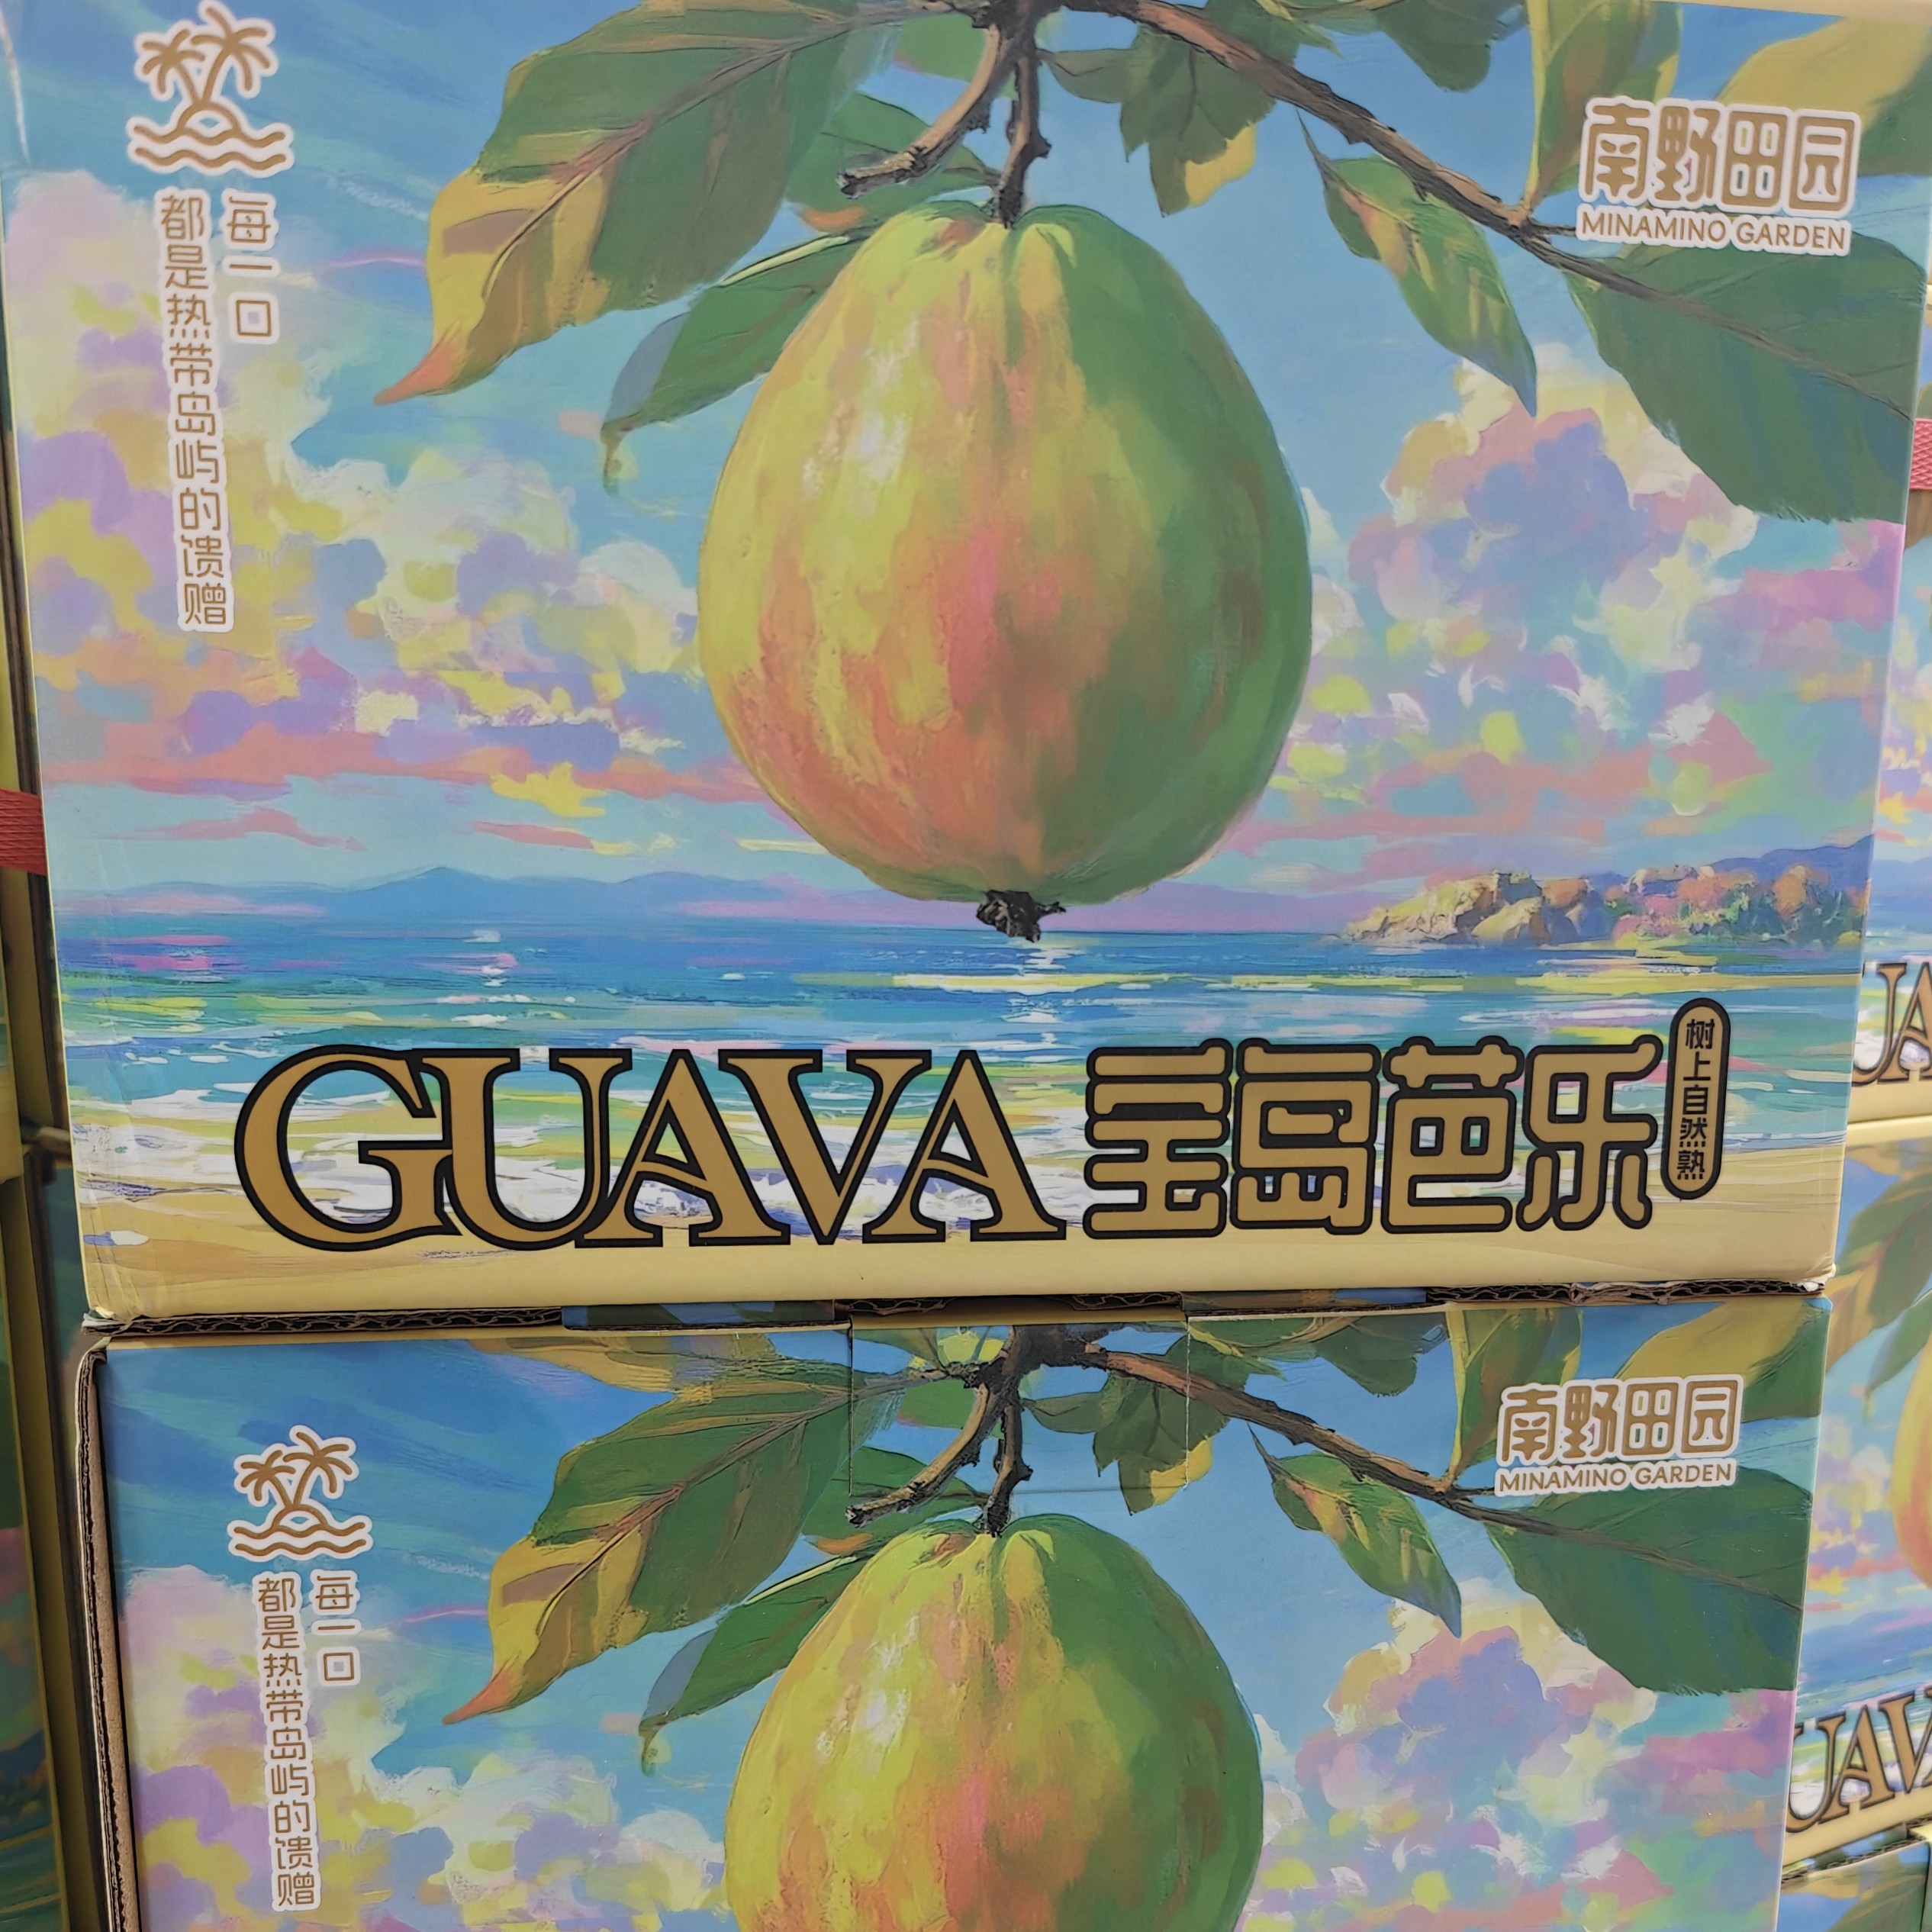 每一口
都是热带岛屿的馈赠
南野田园
MINAMINO GARDEN
GUAVA 宝岛芭乐
树上自然熟
UA
每一口
都是热带岛屿的馈赠
南野田园
MINAMINO GARDEN
UAV